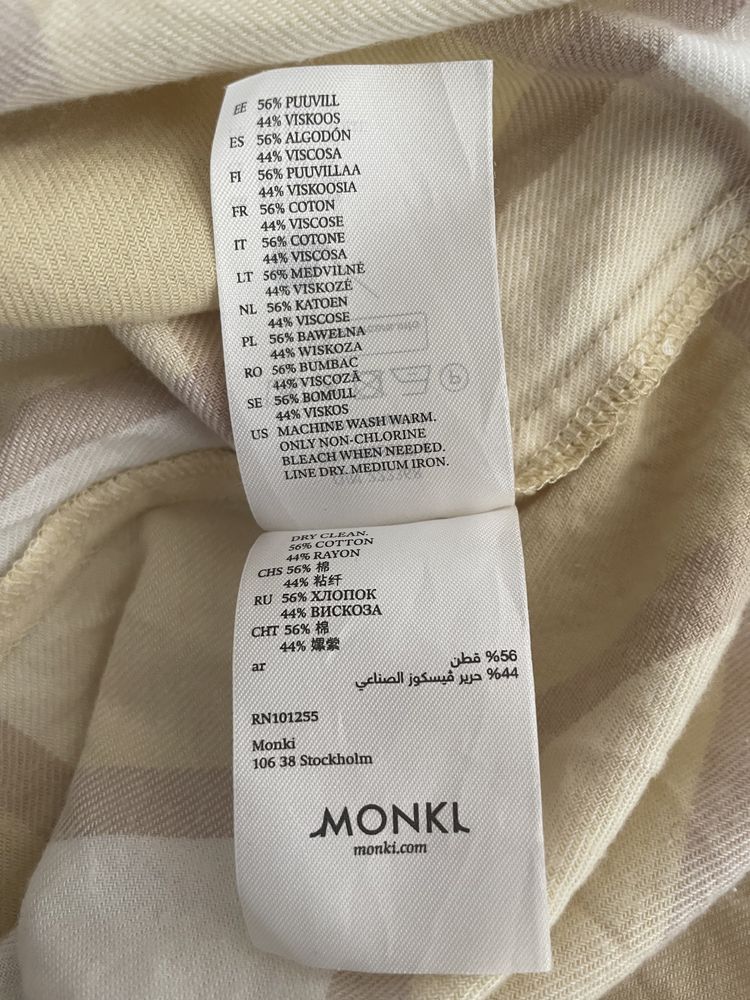 EE 56% PUUVILL
44% VISKOOS
ES 56% ALGODÓN
44% VISCOSA
FI 56% PUUVILLAA
44% VISKOOSIA
FR 56% COTON
44% VISCOSE
IT 56% COTONE
44% VISCOSA
LT 56% MEDVILNĖ
44% VISKOZĖ
NL 56% KATOEN
44% VISCOSE
PL 56% BAWEŁNA
44% WISKOZA
RO 56% BUMBAC
44% VISCOZĂ
SE 56% BOMULL
44% VISKOS
US MACHINE WASH WARM.
ONLY NON-CHLORINE
BLEACH WHEN NEEDED.
LINE DRY. MEDIUM IRON.
DRY CLEAN.
56% COTTON
44% RAYON
CHS 56% 棉
44% 粘纤
RU 56% ХЛОПОК
44% ВИСКОЗА
CHT 56% 棉
44% 嫘縈
ar 56% قطن
44% حرير ڤيسكوز الصناعي
RN101255
Monki
106 38 Stockholm
MONKI
monki.com